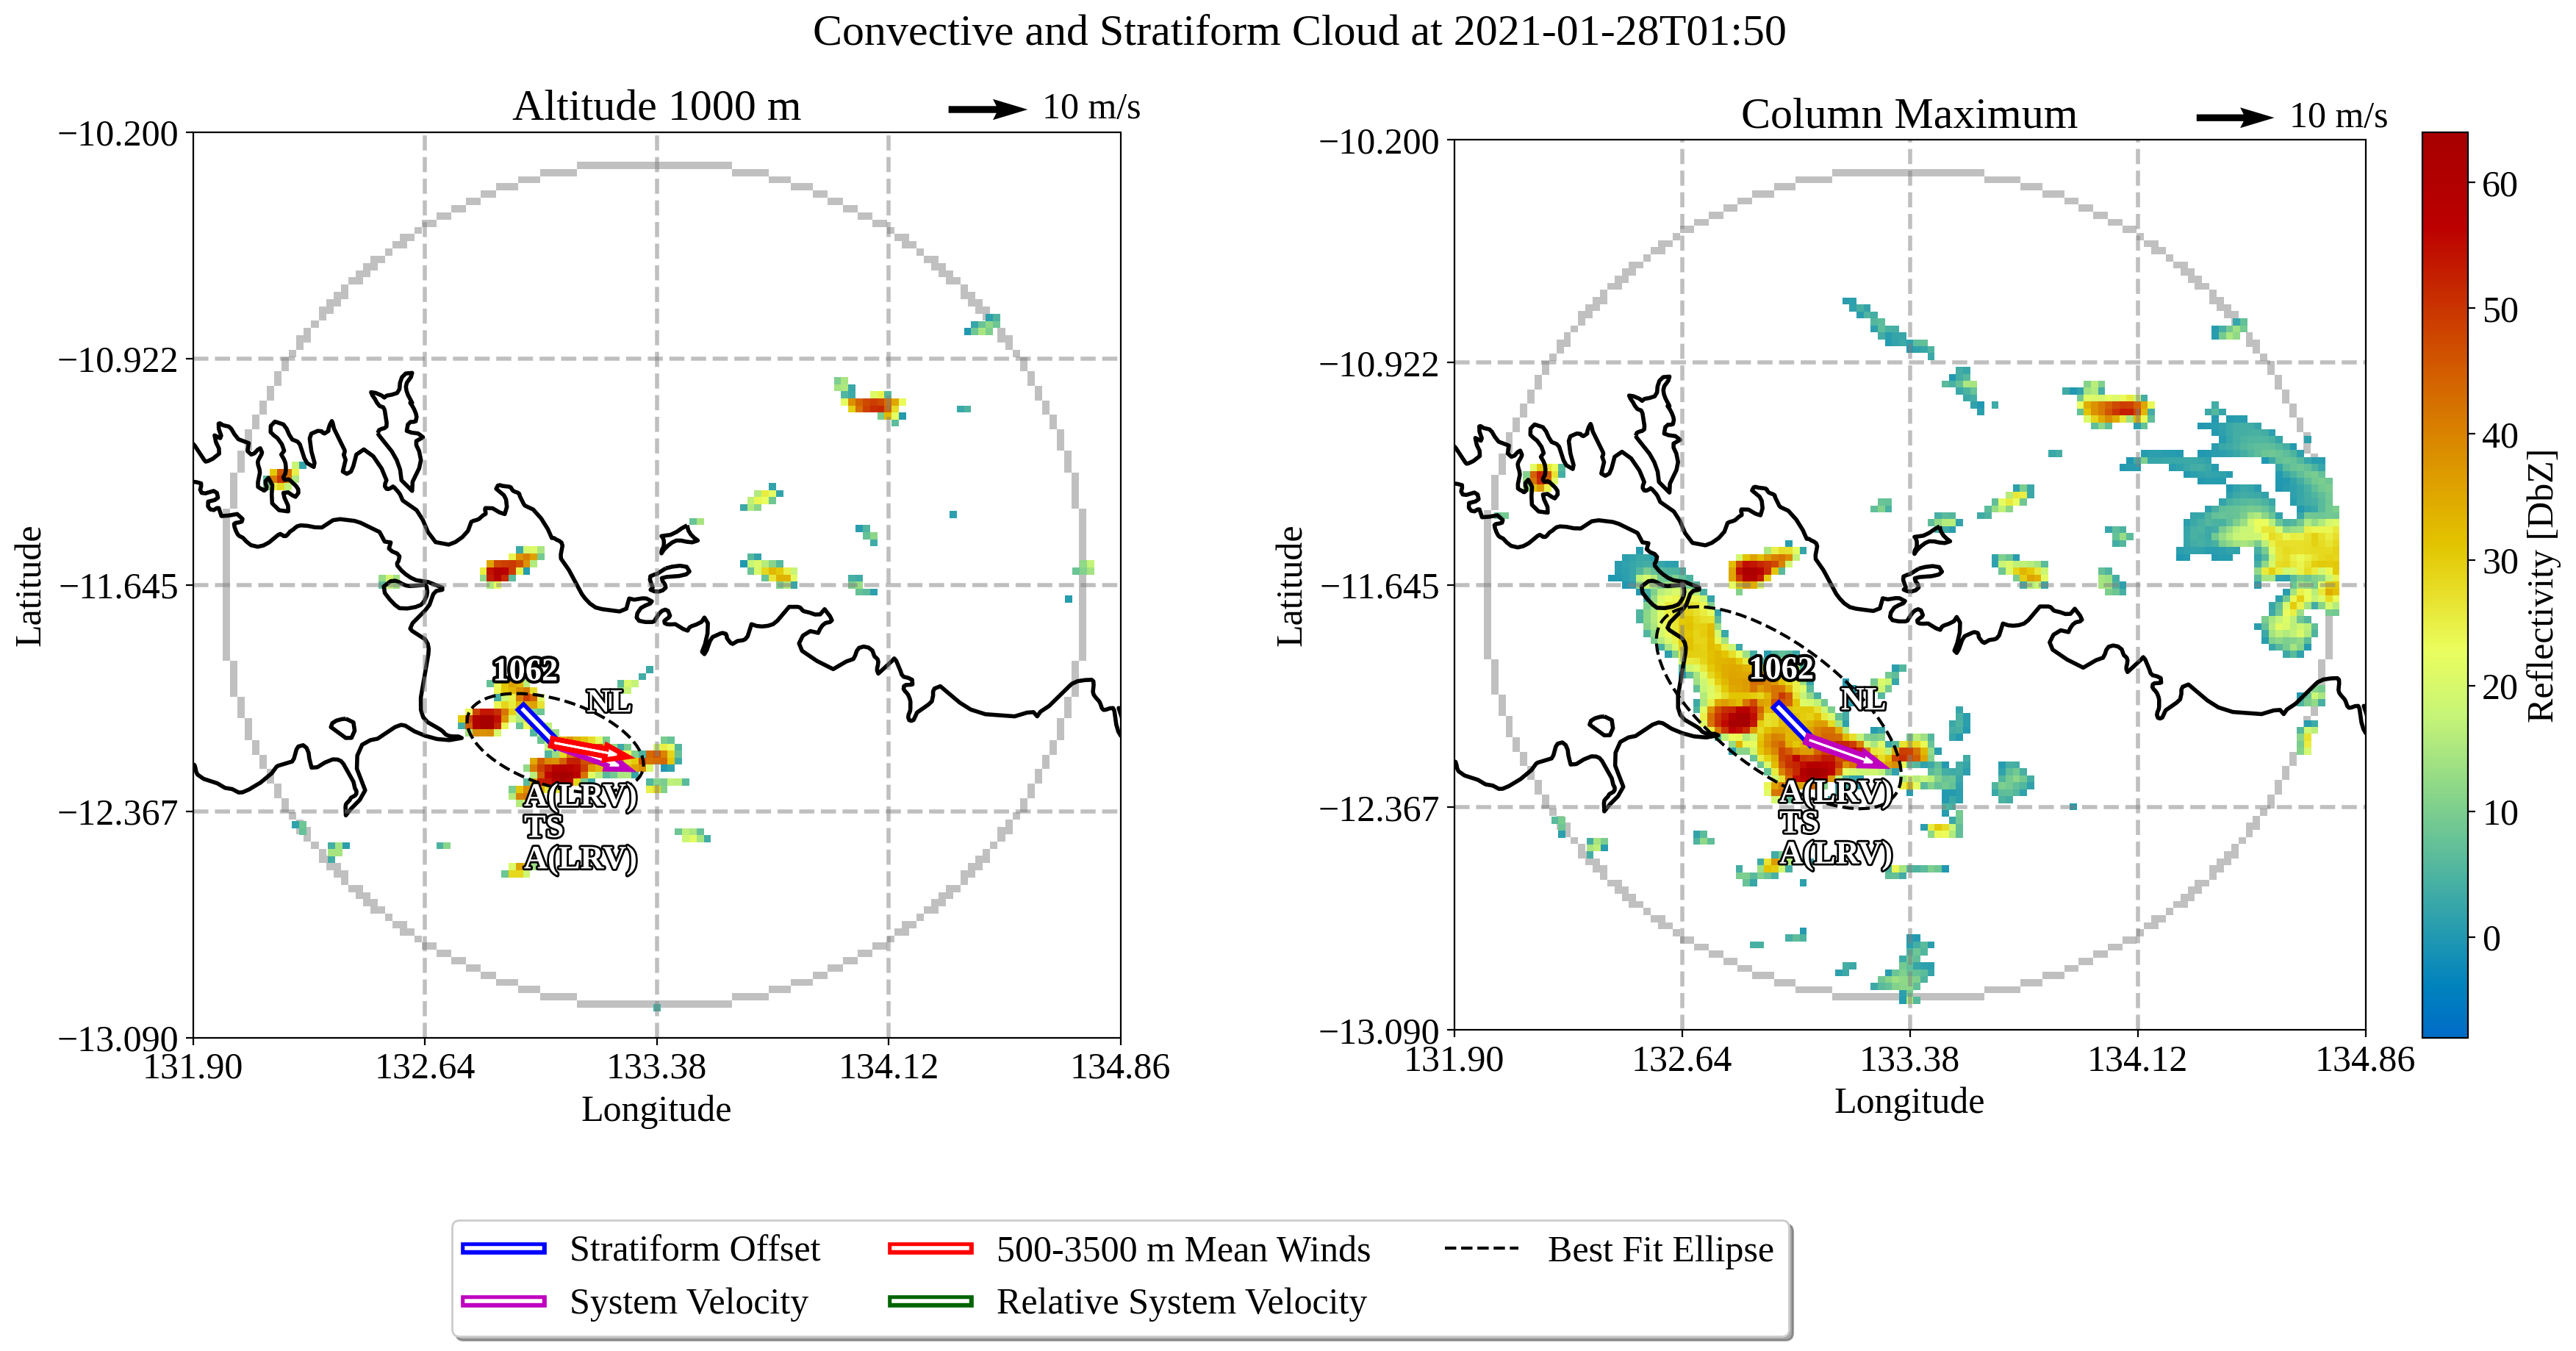 Convective and Stratiform Cloud at 2021-01-28T01:50
Altitude 1000 m
10 m/s
Latitude
−10.200
−10.922
−11.645
−12.367
−13.090
1062
NL
A(LRV)
TS
A(LRV)
131.90
132.64
133.38
134.12
134.86
Longitude
Column Maximum
10 m/s
Latitude
−10.200
−10.922
−11.645
−12.367
−13.090
1062
NL
A(LRV)
TS
A(LRV)
131.90
132.64
133.38
134.12
134.86
Longitude
60
50
40
30
20
10
0
Reflectivity [DbZ]
Stratiform Offset
System Velocity
500-3500 m Mean Winds
Relative System Velocity
Best Fit Ellipse